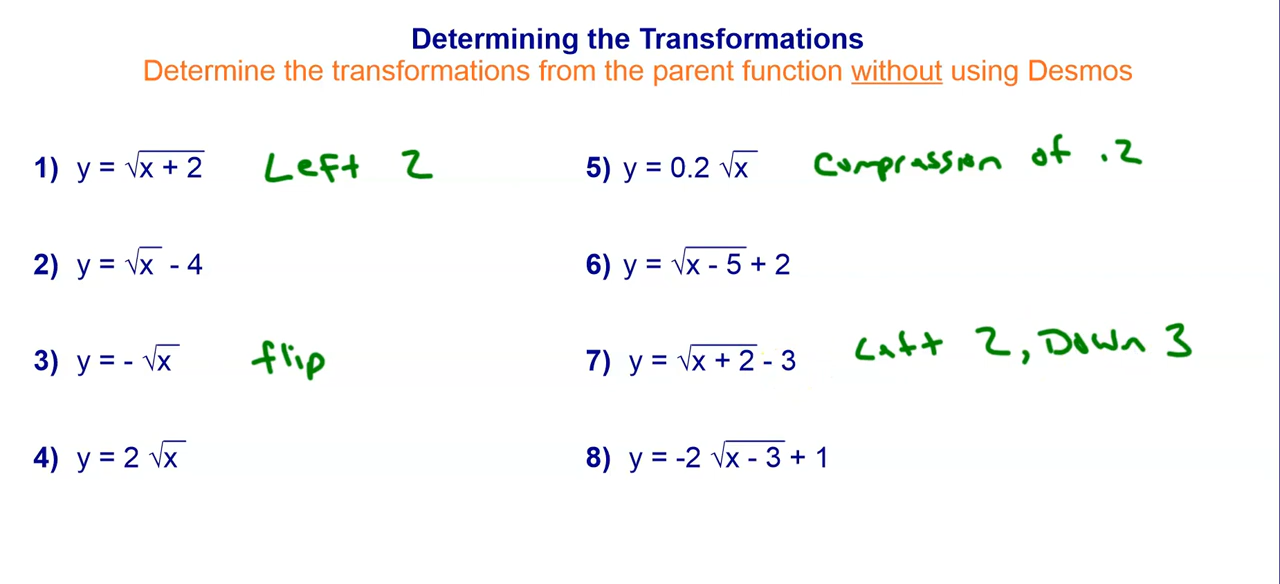 Determining the Transformations
Determine the transformations from the parent function without using Desmos
1) y = √x + 2 Left 2
2) y = √x - 4
3) y = - √x flip
4) y = 2 √x
5) y = 0.2 √x Compression of .2
6) y = √x - 5 + 2
7) y = √x + 2 - 3 Left 2, Down 3
8) y = -2 √x - 3 + 1